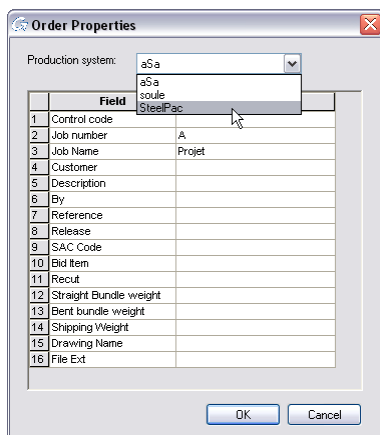 Order Properties
Production system: aSa
aSa
soule
SteelPac
Field
1 Control code
2 Job number A
3 Job Name Projet
4 Customer
5 Description
6 By
7 Reference
8 Release
9 SAC Code
10 Bid Item
11 Recut
12 Straight Bundle weight
13 Bent bundle weight
14 Shipping Weight
15 Drawing Name
16 File Ext
OK Cancel